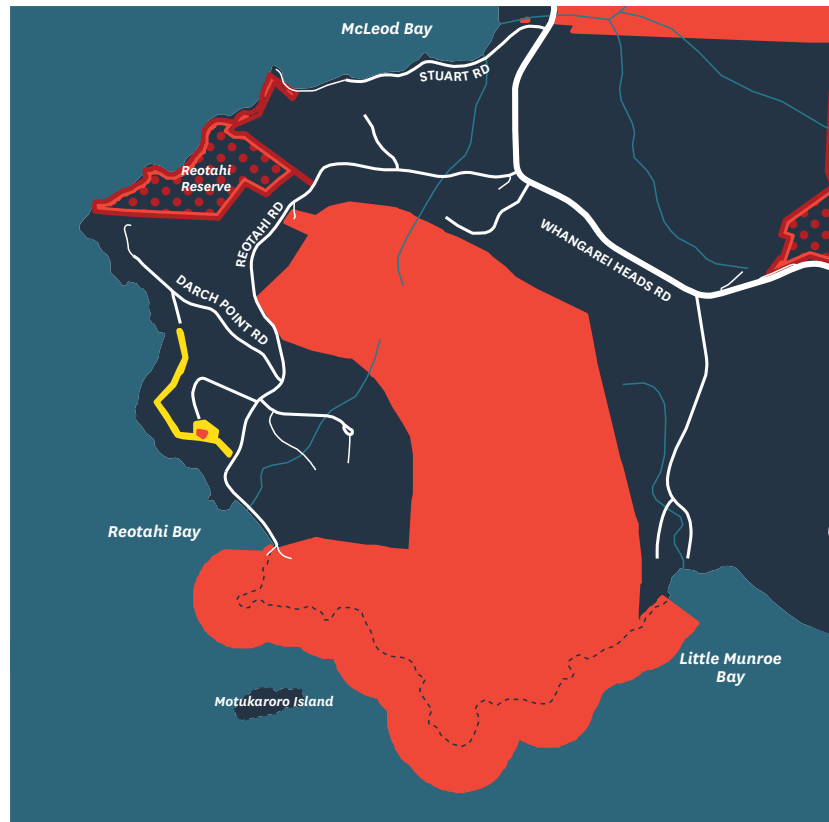 McLeod Bay
STUART RD
Reotahi
Reserve
REOTAHI RD
WHANGAREI HEADS RD
DARCH POINT RD
Reotahi Bay
Little Munroe
Bay
Motukaroro Island